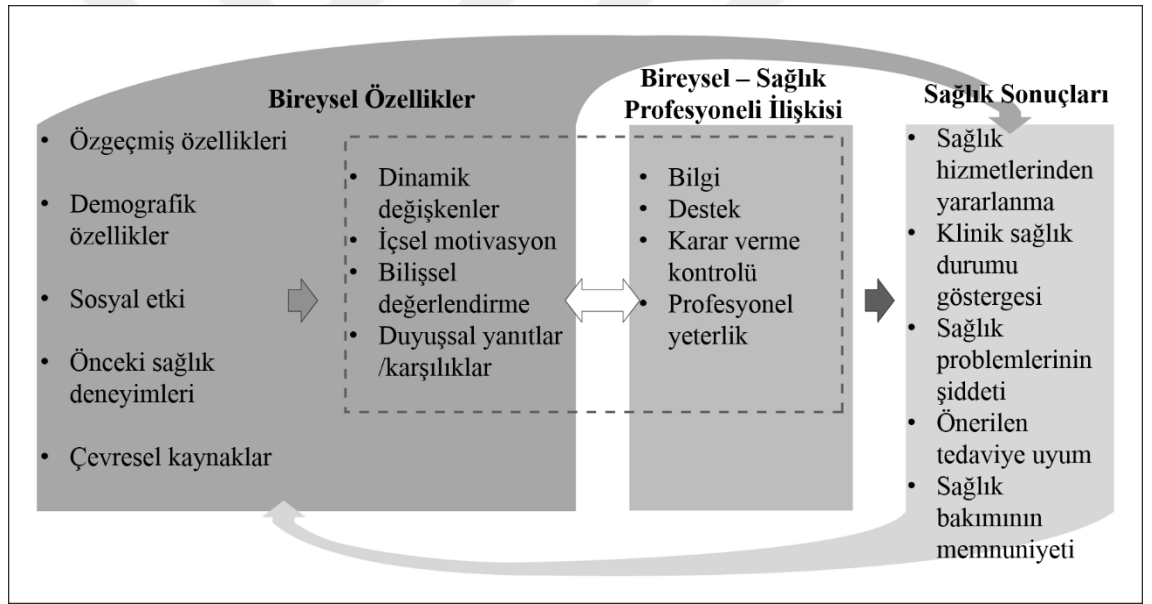 Bireysel Özellikler
• Özgeçmiş özellikleri
• Demografik
özellikler
• Sosyal etki
• Önceki sağlık
deneyimleri
• Çevresel kaynaklar
• Dinamik
değişkenler
• İçsel motivasyon
• Bilişsel
değerlendirme
• Duyuşsal yanıtlar
/karşılıklar
Bireysel – Sağlık
Profesyoneli İlişkisi
• Bilgi
• Destek
• Karar verme
kontrolü
• Profesyonel
yeterlik
Sağlık Sonuçları
• Sağlık
hizmetlerinden
yararlanma
• Klinik sağlık
durumu
göstergesi
• Sağlık
problemlerinin
şiddeti
• Önerilen
tedaviye uyum
• Sağlık
bakımının
memnuniyeti